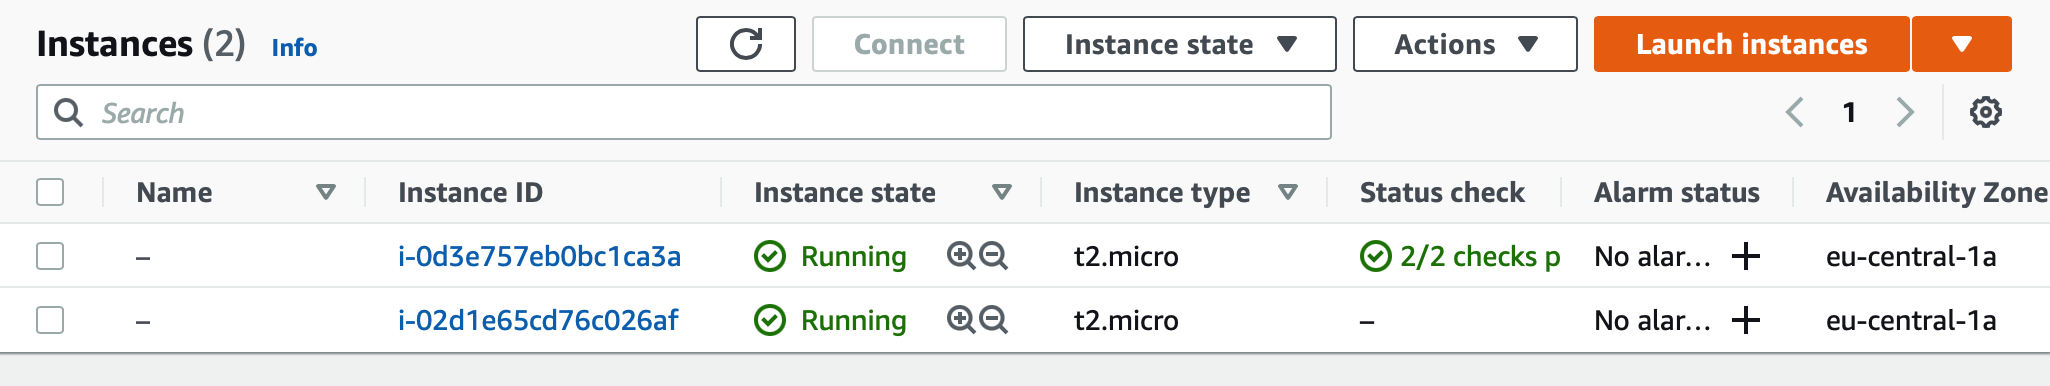 Instances (2) Info Connect Instance state Actions Launch instances
Search 1
Name Instance ID Instance state Instance type Status check Alarm status Availability Zone
– i-0d3e757eb0bc1ca3a Running t2.micro 2/2 checks p No alar... eu-central-1a
– i-02d1e65cd76c026af Running t2.micro – No alar... eu-central-1a